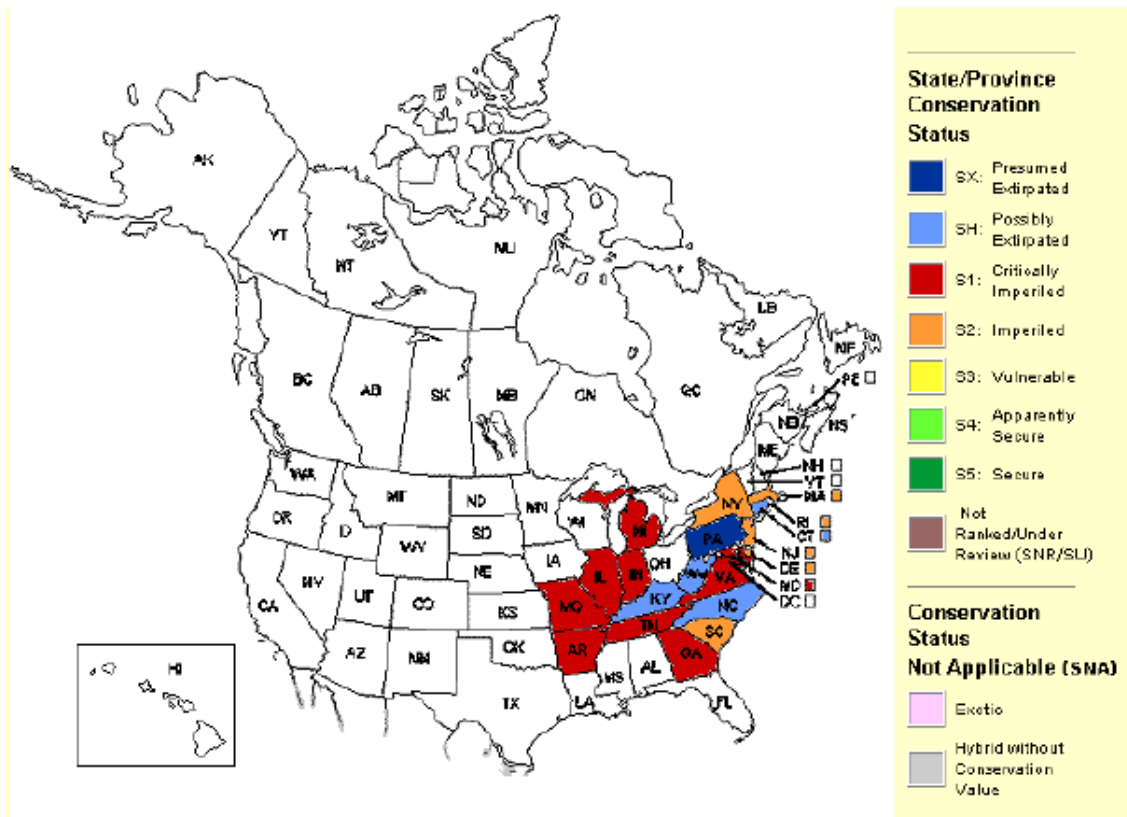 AK
YT
NT
NU
BC
AB
SK
MB
ON
QC
LB
NF
PE
NB
NS
ME
NH
VT
MA
RI
CT
NJ
DE
MD
DC
WA
MT
ND
MN
OR
ID
SD
WI
MI
NY
WY
IA
PA
NE
IL
IN
OH
NV
UT
CO
KS
MO
KY
VA
CA
AZ
NM
OK
AR
TN
NC
SC
MS
AL
GA
TX
LA
FL
HI
State/Province
Conservation
Status
SX: Presumed
Extirpated
SH: Possibly
Extirpated
S1: Critically
Imperiled
S2: Imperiled
S3: Vulnerable
S4: Apparently
Secure
S5: Secure
Not
Ranked/Under
Review (SNR/SU)
Conservation
Status
Not Applicable (SNA)
Exotic
Hybrid without
Conservation
Value